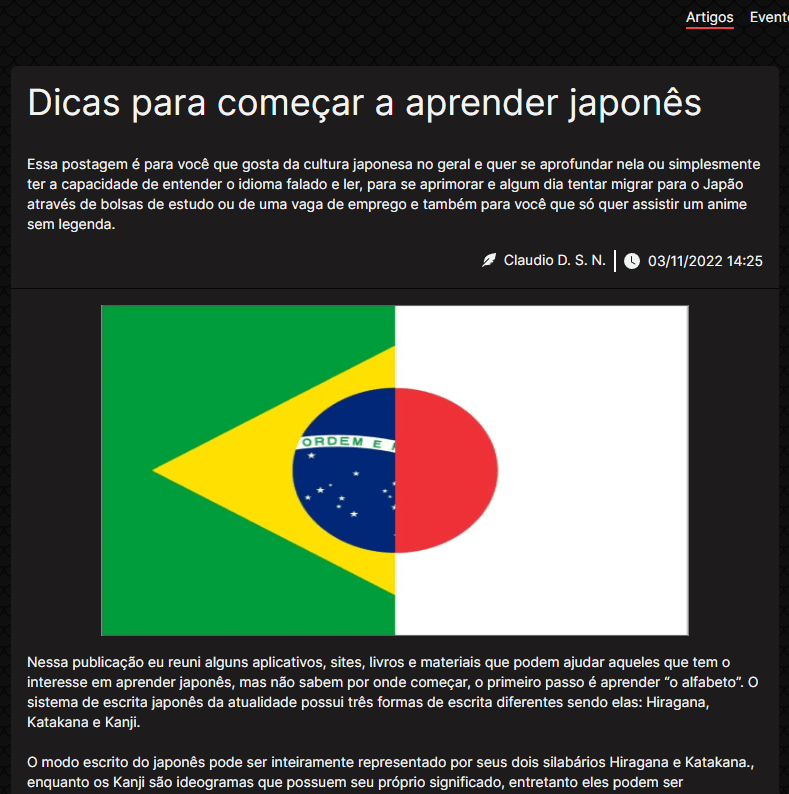 Artigos
Dicas para começar a aprender japonês
Essa postagem é para você que gosta da cultura japonesa no geral e quer se aprofundar nela ou simplesmente
ter a capacidade de entender o idioma falado e ler, para se aprimorar e algum dia tentar migrar para o Japão
através de bolsas de estudo ou de uma vaga de emprego e também para você que só quer assistir um anime
sem legenda.
Claudio D. S. N.
03/11/2022 14:25
ORDEM E
Nessa publicação eu reuni alguns aplicativos, sites, livros e materiais que podem ajudar aqueles que tem o
interesse em aprender japonês, mas não sabem por onde começar, o primeiro passo é aprender “o alfabeto”. O
sistema de escrita japonês da atualidade possui três formas de escrita diferentes sendo elas: Hiragana,
Katakana e Kanji.
O modo escrito do japonês pode ser inteiramente representado por seus dois silabários Hiragana e Katakana.,
enquanto os Kanji são ideogramas que possuem seu próprio significado, entretanto eles podem ser